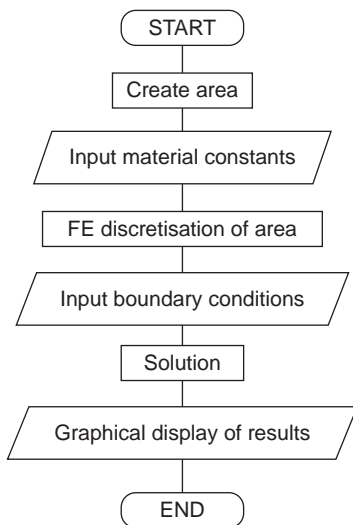 START
Create area
Input material constants
FE discretisation of area
Input boundary conditions
Solution
Graphical display of results
END